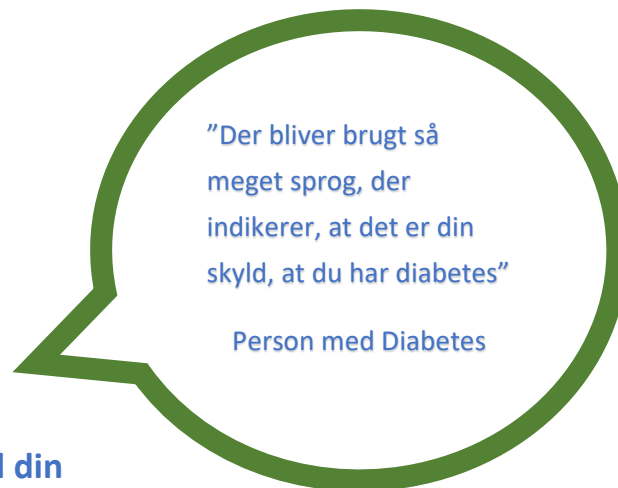 ”Der bliver brugt så
meget sprog, der
indikerer, at det er din
skyld, at du har diabetes”
Person med Diabetes
din